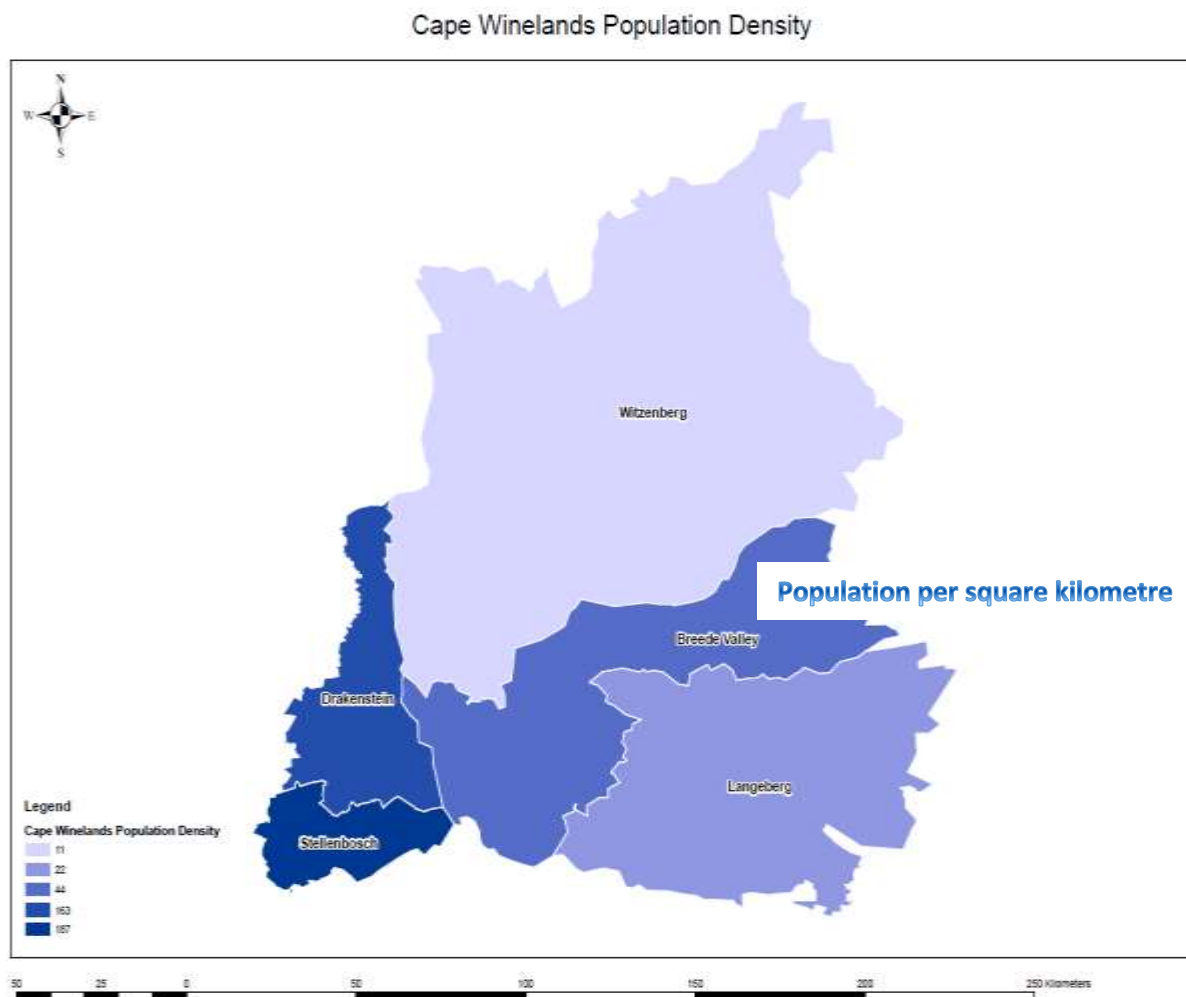 Cape Winelands Population Density
N
W E
S
Witzenberg
Population per square kilometre
Breede Valley
Drakenstein
Langeberg
Stellenbosch
Legend
Cape Winelands Population Density
11
22
44
163
187
50 25 0 50 100 150 200 250 Kilometers